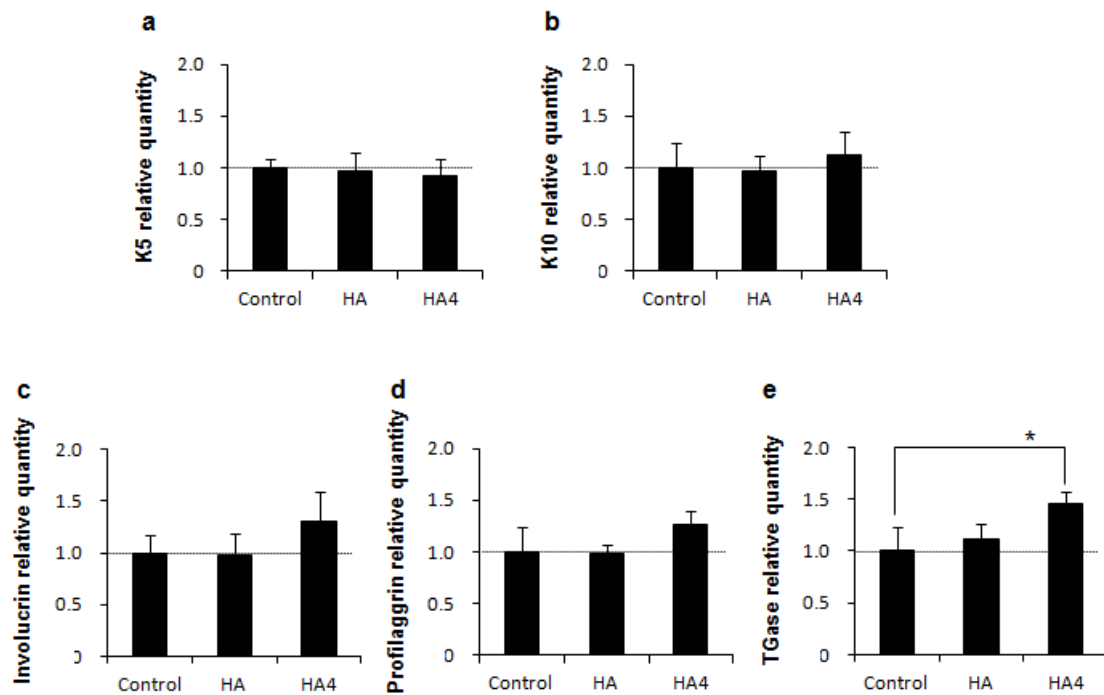 a
K5 relative quantity
2.0
1.5
1.0
0.5
0
Control HA HA4
b
K10 relative quantity
2.0
1.5
1.0
0.5
0
Control HA HA4
c
Involucrin relative quantity
2.0
1.5
1.0
0.5
0
Control HA HA4
d
Profilaggrin relative quantity
2.0
1.5
1.0
0.5
0
Control HA HA4
e
TGase relative quantity
2.0
1.5
1.0
0.5
0
*
Control HA HA4